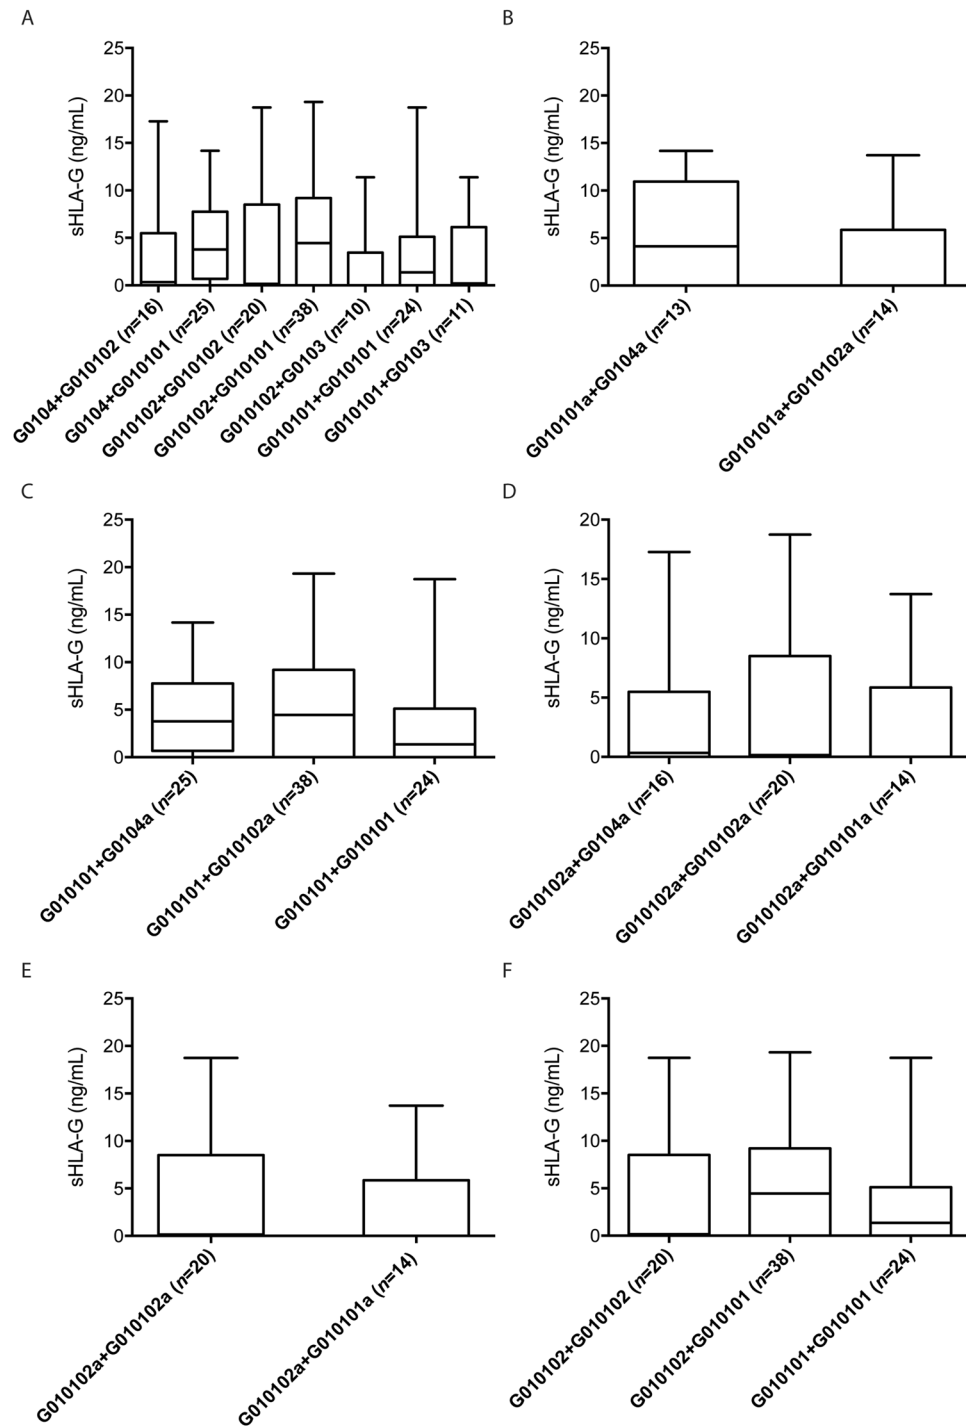 A
sHLA-G (ng/mL)
25
20
15
10
5
0
G0104+G010102 (n=16)
G0104+G010101 (n=25)
G010102+G010102 (n=20)
G010102+G010101 (n=38)
G010102+G0103 (n=10)
G010101+G010101 (n=24)
G010101+G0103 (n=11)
B
sHLA-G (ng/mL)
25
20
15
10
5
0
G010101a+G0104a (n=13)
G010101a+G010102a (n=14)
C
sHLA-G (ng/mL)
25
20
15
10
5
0
G010101+G0104a (n=25)
G010101+G010102a (n=38)
G010101+G010101 (n=24)
D
sHLA-G (ng/mL)
20
15
10
5
0
G010102a+G0104a (n=16)
G010102a+G010102a (n=20)
G010102a+G010101a (n=14)
E
sHLA-G (ng/mL)
25
20
15
10
5
0
G010102a+G010102a (n=20)
G010102a+G010101a (n=14)
F
sHLA-G (ng/mL)
25
20
15
10
5
0
G010102+G010102 (n=20)
G010102+G010101 (n=38)
G010101+G010101 (n=24)